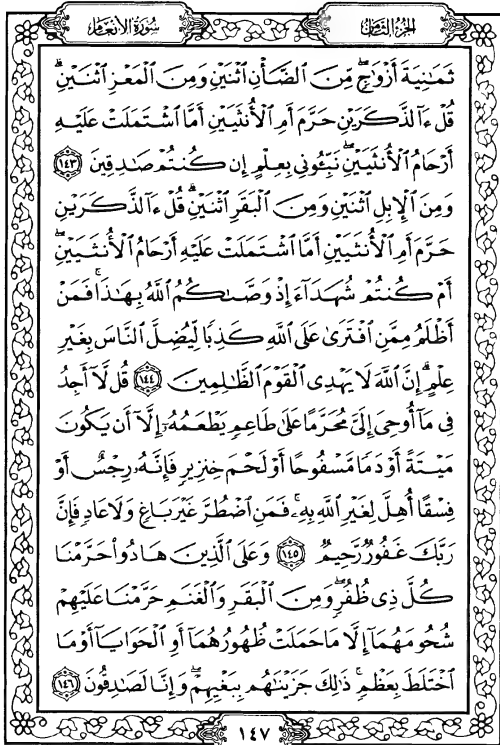 الجزء الثامن
سورة الأنعام
ثَمَٰنِيَةَ أَزْوَٰجٍ ۖ مِّنَ ٱلضَّأْنِ ٱثْنَيْنِ وَمِنَ ٱلْمَعْزِ ٱثْنَيْنِ ۗ
قُلْ ءَآلذَّكَرَيْنِ حَرَّمَ أَمِ ٱلْأُنثَيَيْنِ أَمَّا ٱشْتَمَلَتْ عَلَيْهِ
أَرْحَامُ ٱلْأُنثَيَيْنِ ۖ نَبِّـُٔونِى بِعِلْمٍ إِن كُنتُمْ صَٰدِقِينَ ١٤٣
وَمِنَ ٱلْإِبِلِ ٱثْنَيْنِ وَمِنَ ٱلْبَقَرِ ٱثْنَيْنِ ۗ قُلْ ءَآلذَّكَرَيْنِ
حَرَّمَ أَمِ ٱلْأُنثَيَيْنِ أَمَّا ٱشْتَمَلَتْ عَلَيْهِ أَرْحَامُ ٱلْأُنثَيَيْنِ ۖ
أَمْ كُنتُمْ شُهَدَآءَ إِذْ وَصَّىٰكُمُ ٱللَّهُ بِهَٰذَا ۚ فَمَنْ
أَظْلَمُ مِمَّنِ ٱفْتَرَىٰ عَلَى ٱللَّهِ كَذِبًا لِّيُضِلَّ ٱلنَّاسَ بِغَيْرِ
عِلْمٍ ۗ إِنَّ ٱللَّهَ لَا يَهْدِى ٱلْقَوْمَ ٱلظَّٰلِمِينَ ١٤٤ قُل لَّآ أَجِدُ
فِى مَآ أُوحِىَ إِلَىَّ مُحَرَّمًا عَلَىٰ طَاعِمٍ يَطْعَمُهُۥٓ إِلَّآ أَن يَكُونَ
مَيْتَةً أَوْ دَمًا مَّسْفُوحًا أَوْ لَحْمَ خِنزِيرٍ فَإِنَّهُۥ رِجْسٌ أَوْ
فِسْقًا أُهِلَّ لِغَيْرِ ٱللَّهِ بِهِۦ ۚ فَمَنِ ٱضْطُرَّ غَيْرَ بَاغٍ وَلَا عَادٍ فَإِنَّ
رَبَّكَ غَفُورٌ رَّحِيمٌ ١٤٥ وَعَلَى ٱلَّذِينَ هَادُوا۟ حَرَّمْنَا
كُلَّ ذِى ظُفُرٍ ۖ وَمِنَ ٱلْبَقَرِ وَٱلْغَنَمِ حَرَّمْنَا عَلَيْهِمْ
شُحُومَهُمَآ إِلَّا مَا حَمَلَتْ ظُهُورُهُمَآ أَوِ ٱلْحَوَايَآ أَوْ مَا
ٱخْتَلَطَ بِعَظْمٍ ۚ ذَٰلِكَ جَزَيْنَٰهُم بِبَغْيِهِمْ ۖ وَإِنَّا لَصَٰدِقُونَ ١٤٦
١٤٧